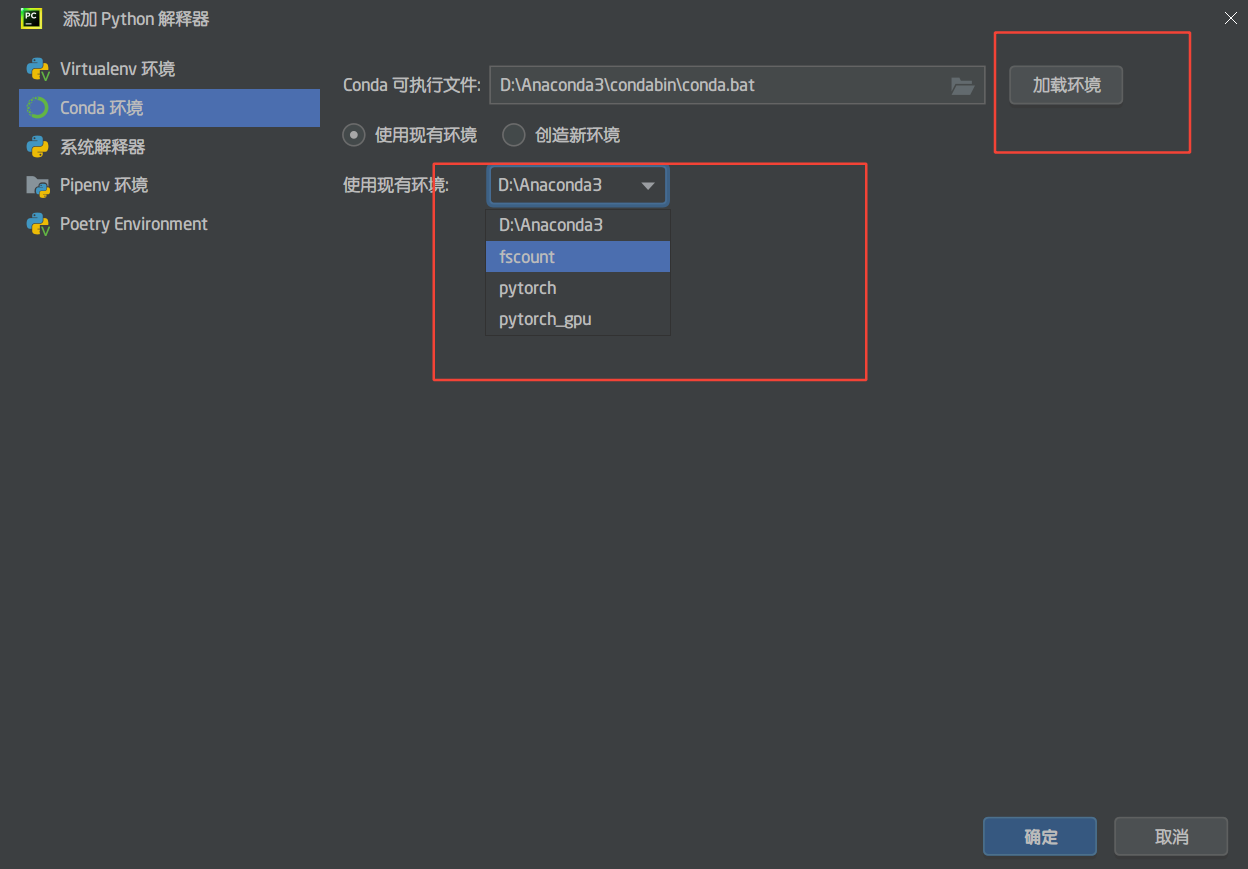 PC
添加 Python 解释器
Virtualenv 环境
Conda 环境
系统解释器
Pipenv 环境
Poetry Environment
Conda 可执行文件:
D:\Anaconda3\condabin\conda.bat
加载环境
使用现有环境
创造新环境
使用现有环境:
D:\Anaconda3
D:\Anaconda3
fscount
pytorch
pytorch_gpu
确定
取消